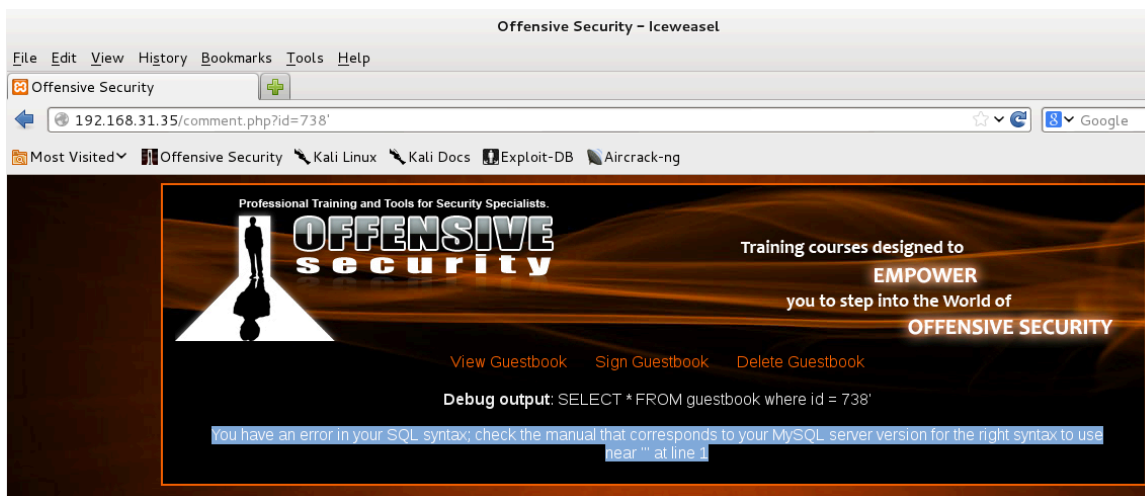 Offensive Security - Iceweasel
File Edit View History Bookmarks Tools Help
Offensive Security
192.168.31.35/comment.php?id=738'
8 Google
Most Visited Offensive Security Kali Linux Kali Docs Exploit-DB Aircrack-ng
Professional Training and Tools for Security Specialists.
OFFENSIVE
security
Training courses designed to
EMPOWER
you to step into the World of
OFFENSIVE SECURITY
View Guestbook Sign Guestbook Delete Guestbook
Debug output: SELECT * FROM guestbook where id = 738'
You have an error in your SQL syntax; check the manual that corresponds to your MySQL server version for the right syntax to use
near ''' at line 1